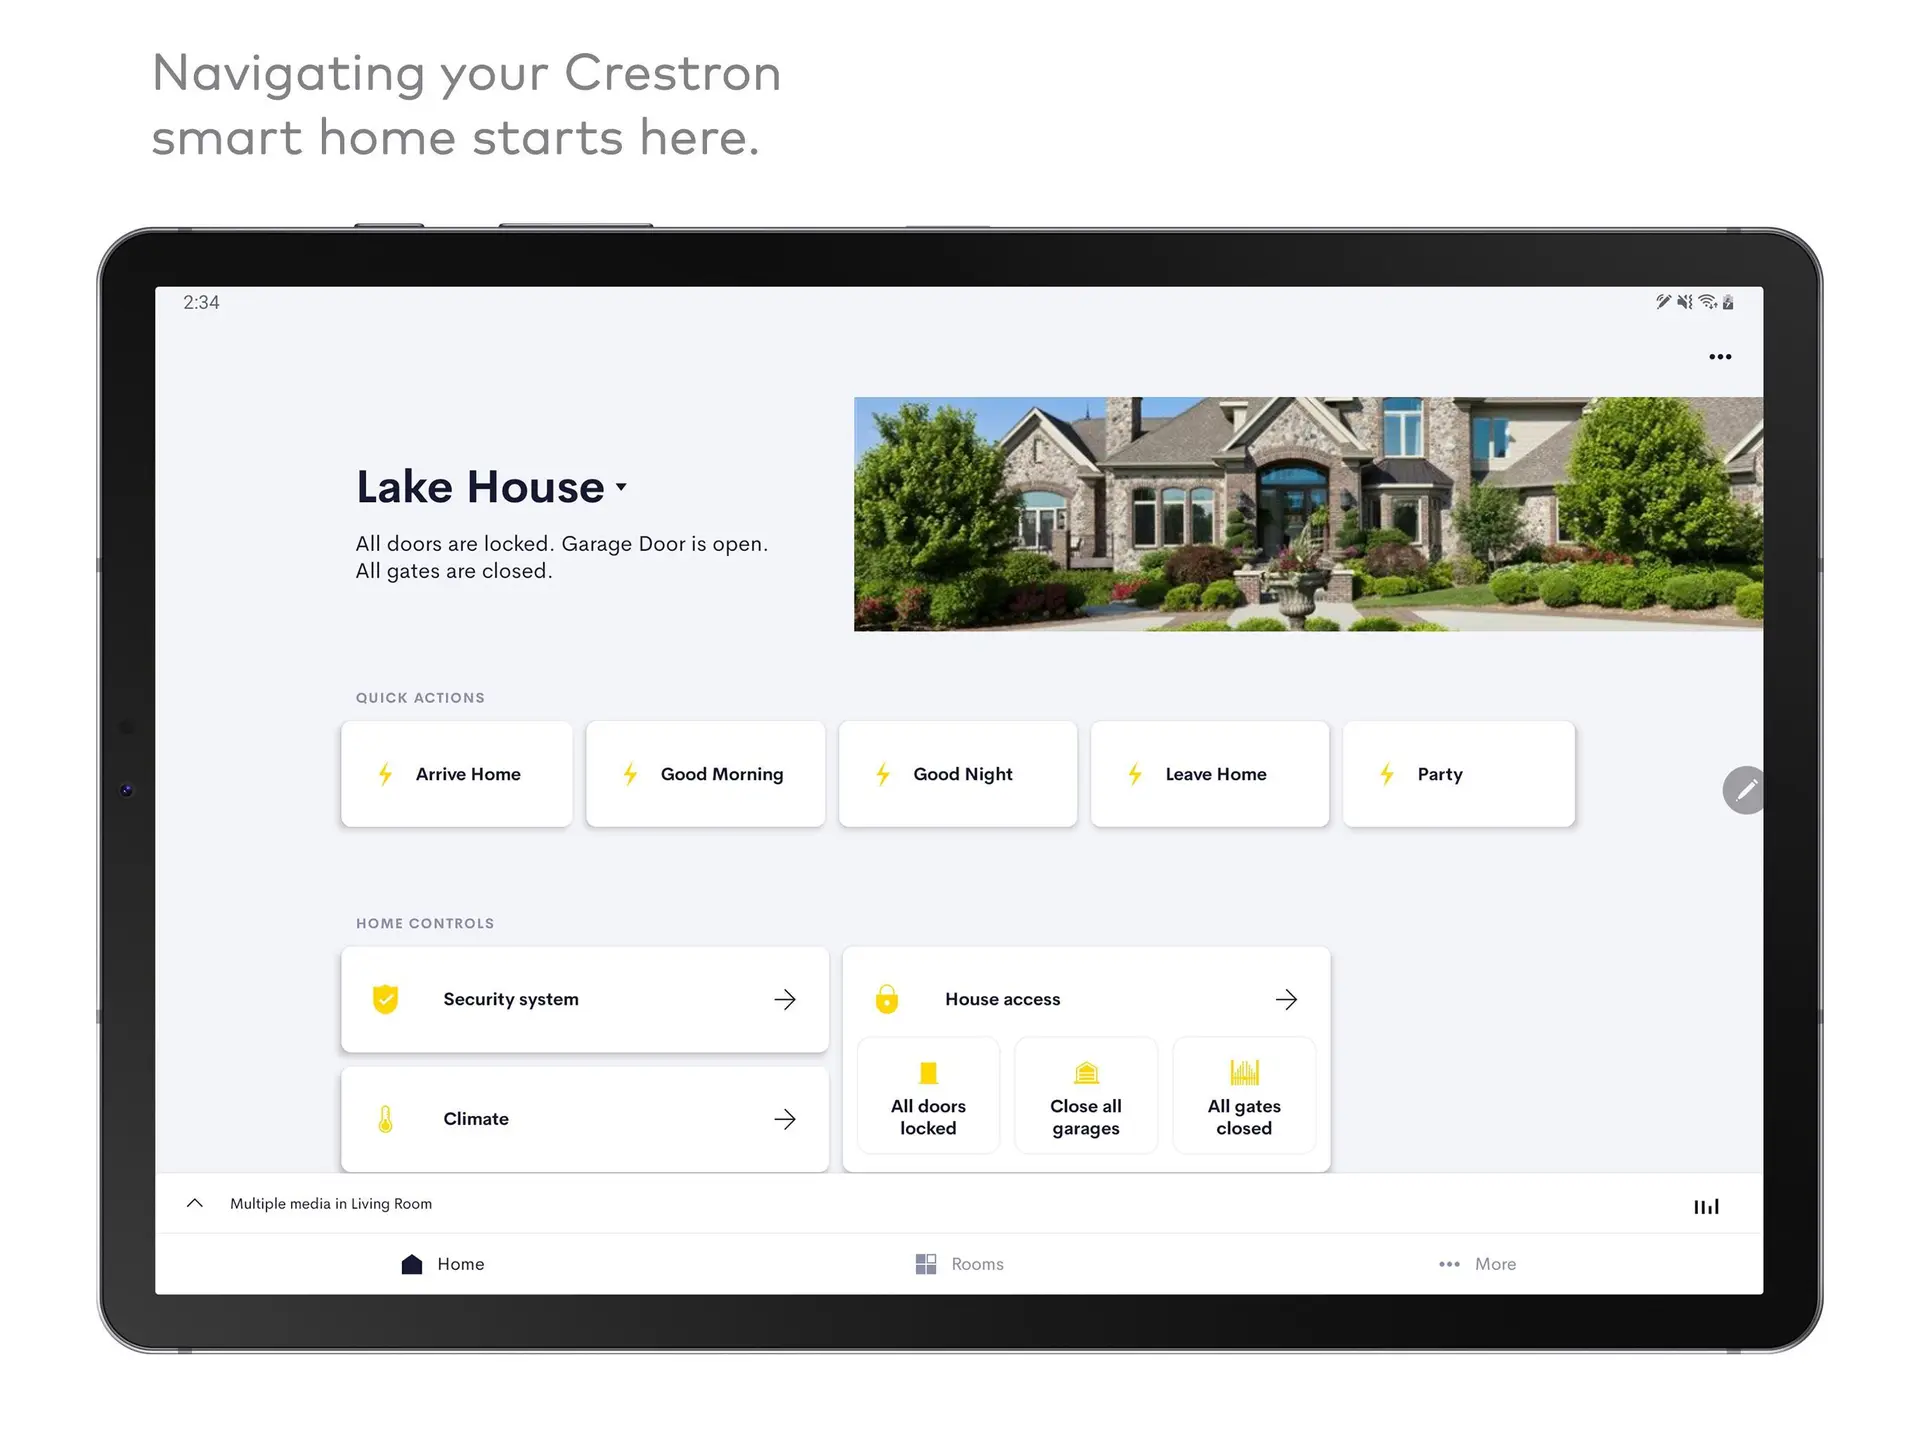 Navigating your Crestron
smart home starts here.
2:34
Lake House
All doors are locked. Garage Door is open.
All gates are closed.
QUICK ACTIONS
Arrive Home
Good Morning
Good Night
Leave Home
Party
HOME CONTROLS
Security system
House access
All doors
locked
Close all
garages
All gates
closed
Climate
Multiple media in Living Room
Home
Rooms
More